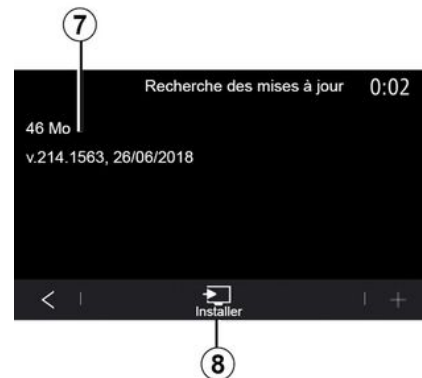 7
Recherche des mises à jour 0:02
46 Mo
v.214.1563, 26/06/2018
Installer
8